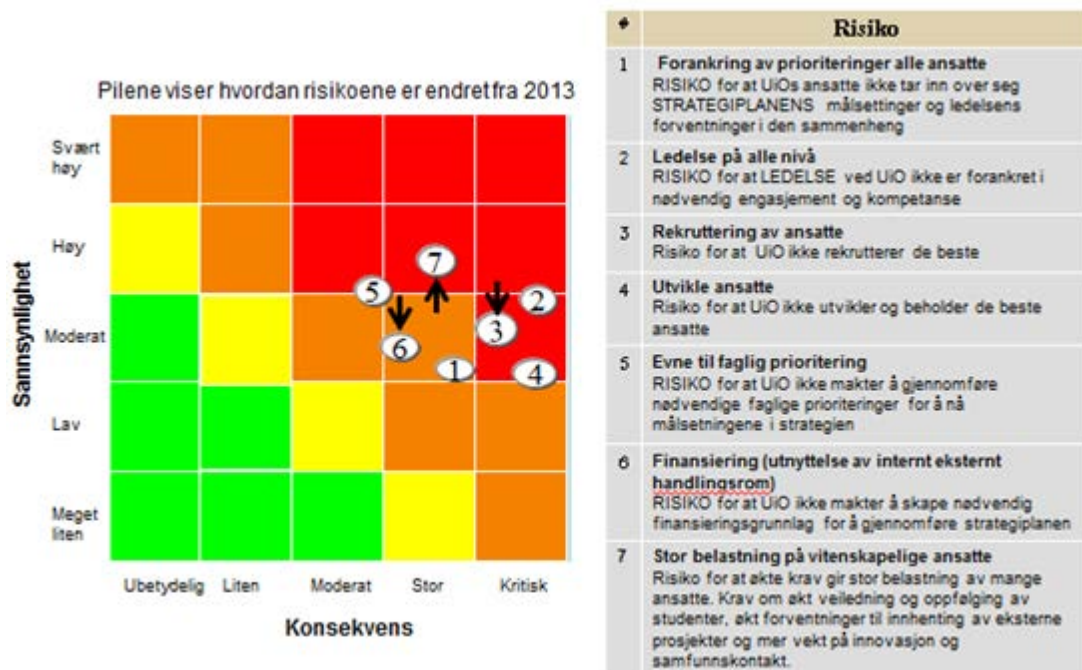 Pilene viser hvordan risikoene er endret fra 2013
Sannsynlighet
Svært
høy
Høy
Moderat
Lav
Meget
liten
7
5
2
3
6
1
4
Ubetydelig
Liten
Moderat
Stor
Kritisk
Konsekvens
Risiko
1
Forankring av prioriteringer alle ansatte
RISIKO for at UiOs ansatte ikke tar inn over seg
STRATEGIPLANENS målsettinger og ledelsens
forventninger i den sammenheng
2
Ledelse på alle nivå
RISIKO for at LEDELSE ved UiO ikke er forankret i
nødvendig engasjement og kompetanse
3
Rekruttering av ansatte
Risiko for at UiO ikke rekrutterer de beste
4
Utvikle ansatte
Risiko for at UiO ikke utvikler og beholder de beste
ansatte
5
Evne til faglig prioritering
RISIKO for at UiO ikke makter å gjennomføre
nødvendige faglige prioriteringer for å nå
målsetningene i strategien
6
Finansiering (utnyttelse av internt eksternt
handlingsrom)
RISIKO for at UiO ikke makter å skape nødvendig
finansieringsgrunnlag for å gjennomføre strategiplanen
7
Stor belastning på vitenskapelige ansatte
Risiko for at økte krav gir stor belastning av mange
ansatte. Krav om økt veiledning og oppfølging av
studenter, økt forventninger til innhenting av eksterne
prosjekter og mer vekt på innovasjon og
samfunnskontakt.